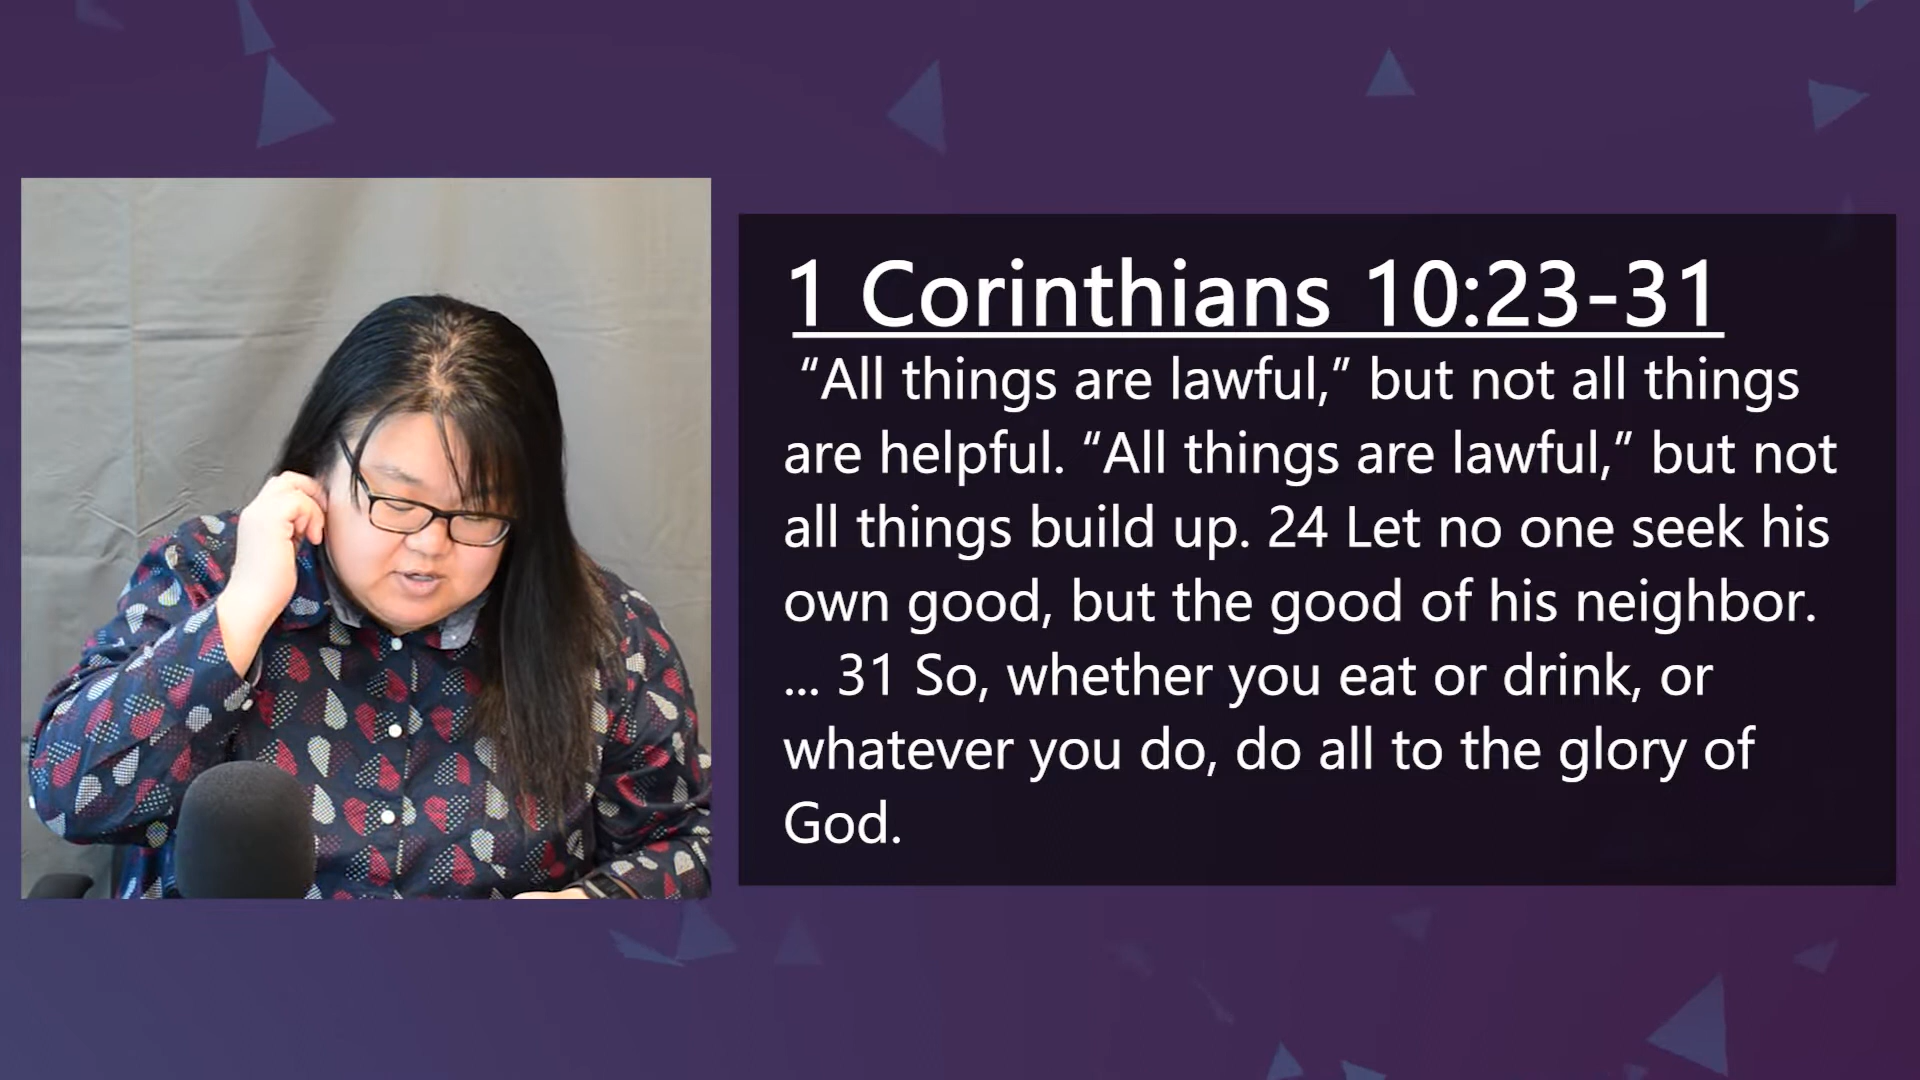 1 Corinthians 10:23-31
“All things are lawful,” but not all things
are helpful. “All things are lawful,” but not
all things build up. 24 Let no one seek his
own good, but the good of his neighbor.
... 31 So, whether you eat or drink, or
whatever you do, do all to the glory of
God.